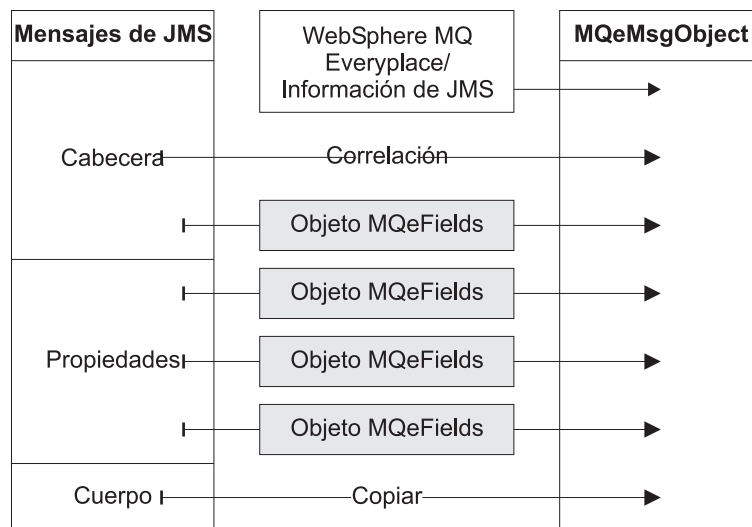 Mensajes de JMS
WebSphere MQ
Everyplace/
Información de JMS
MQeMsgObject
Cabecera
Correlación
Objeto MQeFields
Objeto MQeFields
Propiedades
Objeto MQeFields
Objeto MQeFields
Cuerpo
Copiar